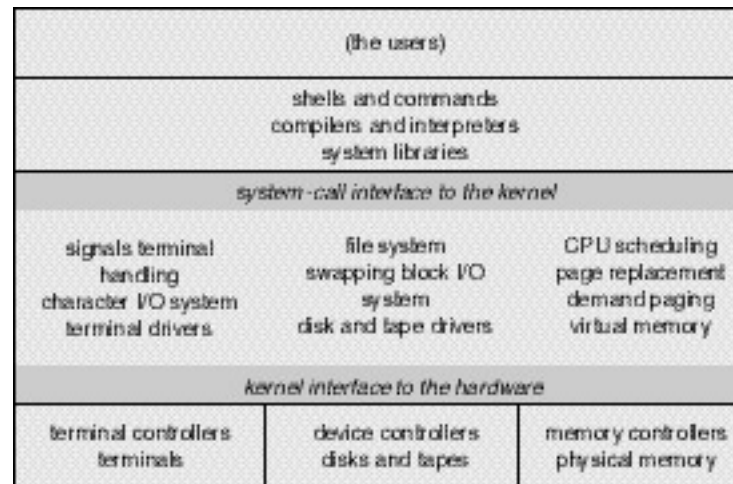 (the users)
shells and commands
compilers and interpreters
system libraries
system-call interface to the kernel
signals terminal
handling
character I/O system
terminal drivers
file system
swapping block I/O
system
disk and tape drivers
CPU scheduling
page replacement
demand paging
virtual memory
kernel interface to the hardware
terminal controllers
terminals
device controllers
disks and tapes
memory controllers
physical memory